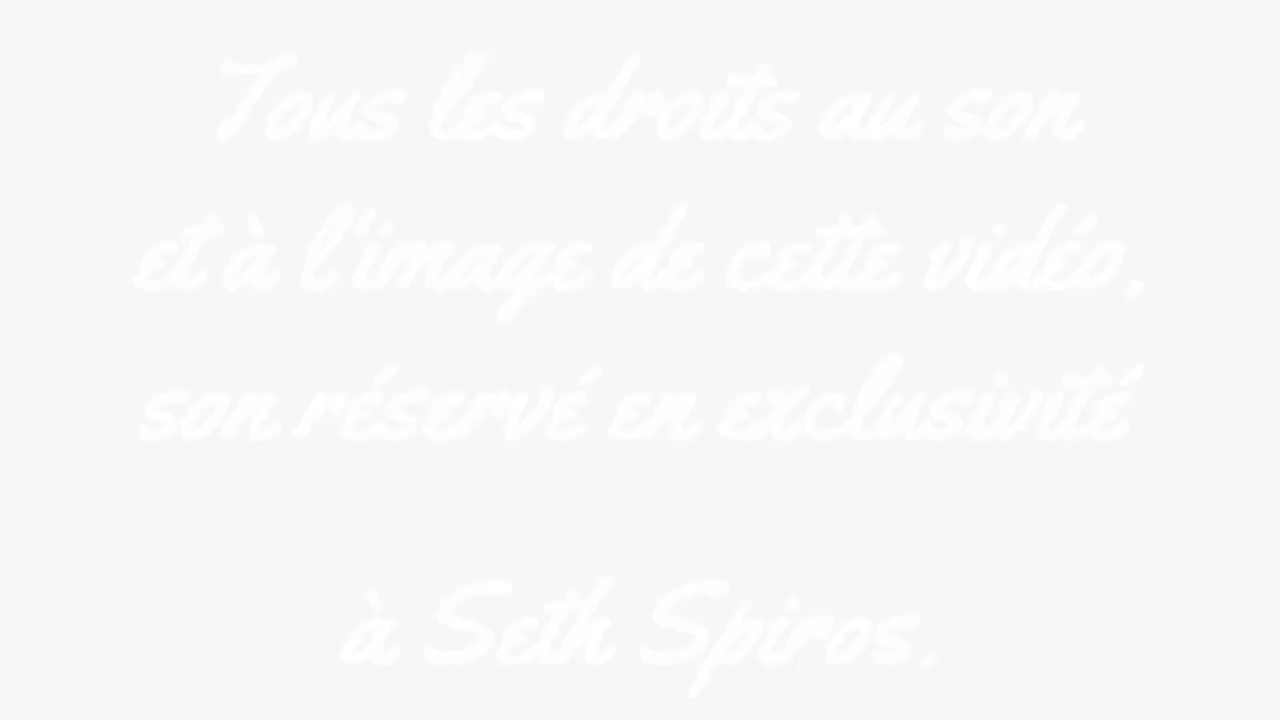 Tous les droits au son
et à l'image de cette vidéo,
son réservé en exclusivité
à Seth Spiros.